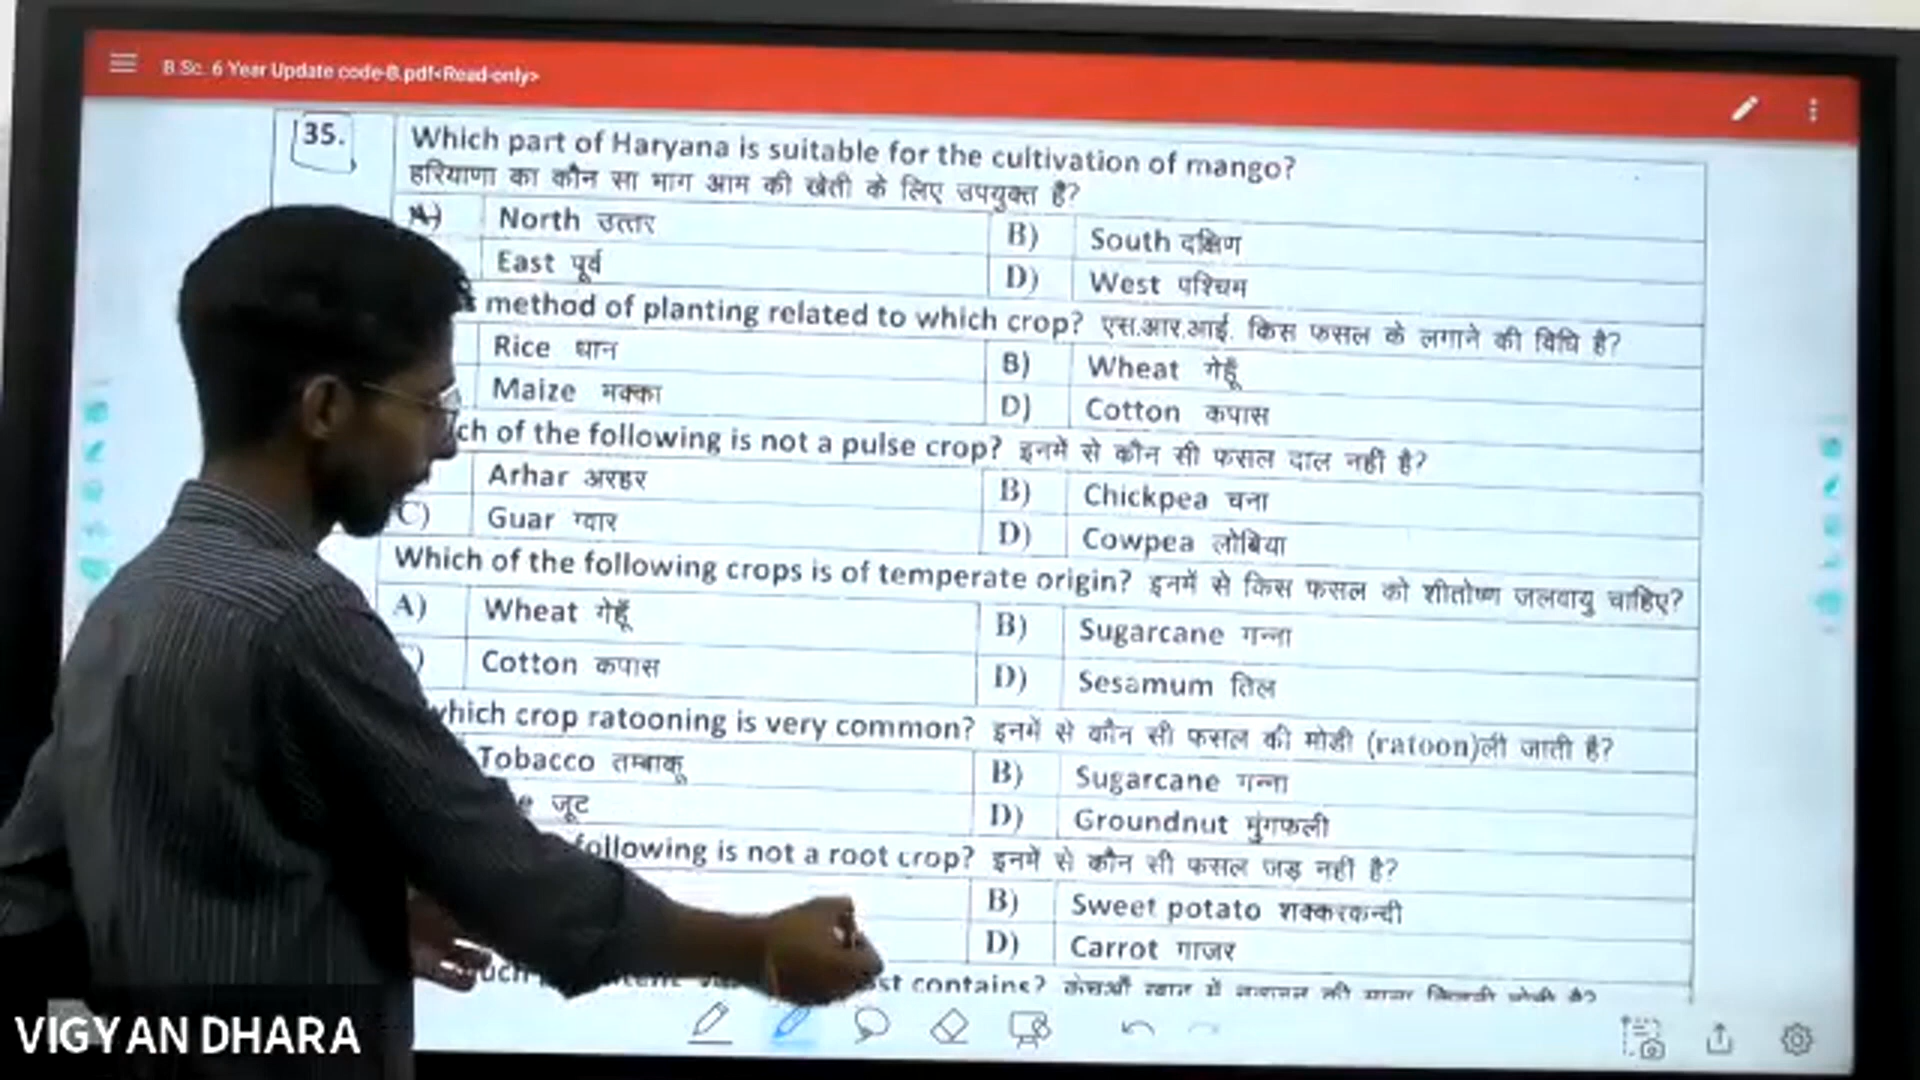 B.Sc. 6 Year Update code-B.pdf<Read-only>
135.
Which part of Haryana is suitable for the cultivation of mango?
हरियाणा का कौन सा भाग आम की खेती के लिए उपयुक्त है?
A) North उत्तर B) South दक्षिण
East पूर्व D) West पश्चिम
method of planting related to which crop? एस.आर.आई. किस फसल के लगाने की विधि है?
Rice धान B) Wheat गेहूँ
Maize मक्का D) Cotton कपास
ch of the following is not a pulse crop? इनमें से कौन सी फसल दाल नहीं है?
Arhar अरहर B) Chickpea चना
C) Guar ग्वार D) Cowpea लोबिया
Which of the following crops is of temperate origin? इनमें से किस फसल को शीतोष्ण जलवायु चाहिए?
A) Wheat गेहूँ B) Sugarcane गन्ना
Cotton कपास D) Sesamum तिल
which crop ratooning is very common? इनमें से कौन सी फसल की मोडी (ratoon)ली जाती है?
Tobacco तम्बाकू B) Sugarcane गन्ना
e जूट D) Groundnut मुंगफली
following is not a root crop? इनमें से कौन सी फसल जड़ नहीं है?
B) Sweet potato शक्करकन्दी
D) Carrot गाजर
st contains?
VIGYAN DHARA